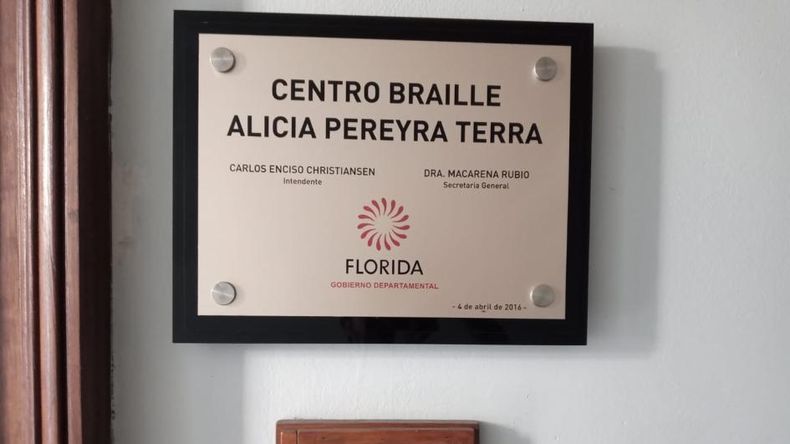 CENTRO BRAILLE
ALICIA PEREYRA TERRA
CARLOS ENCISO CHRISTIANSEN
Intendente
DRA. MACARENA RUBIO
Secretaria General
FLORIDA
GOBIERNO DEPARTAMENTAL
- 4 de abril de 2016 -